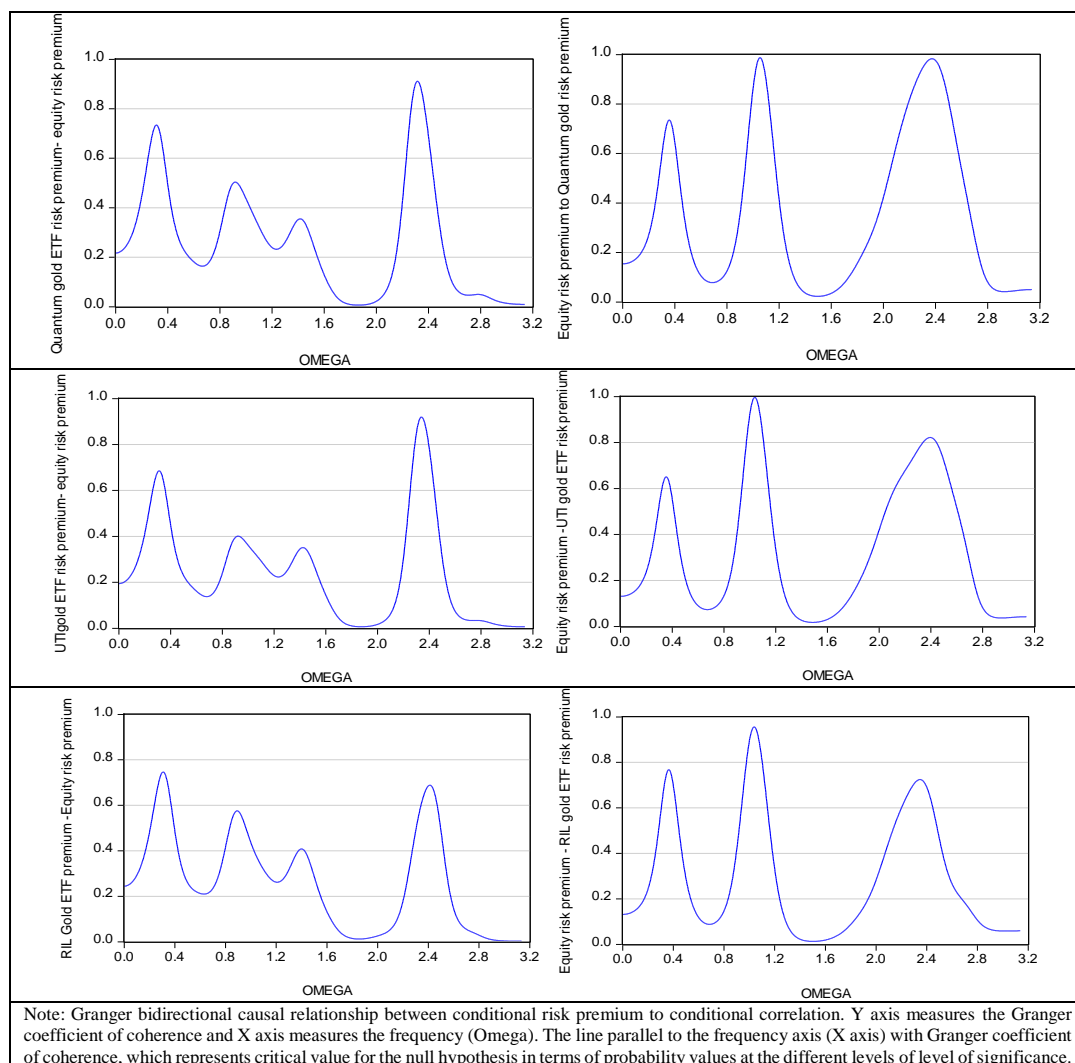 Quantum gold ETF risk premium- equity risk premium
1.0
0.8
0.6
0.4
0.2
0.0
0.0 0.4 0.8 1.2 1.6 2.0 2.4 2.8 3.2
OMEGA
Equity risk premium to Quantum gold risk premium
1.0
0.8
0.6
0.4
0.2
0.0
0.0 0.4 0.8 1.2 1.6 2.0 2.4 2.8 3.2
OMEGA
UTIgold ETF risk premium- equity risk premium
1.0
0.8
0.6
0.4
0.2
0.0
0.0 0.4 0.8 1.2 1.6 2.0 2.4 2.8 3.2
OMEGA
Equity risk premium -UTI gold ETF risk premium
1.0
0.8
0.6
0.4
0.2
0.0
0.0 0.4 0.8 1.2 1.6 2.0 2.4 2.8 3.2
OMEGA
RIL Gold ETF premium -Equity risk premium
1.0
0.8
0.6
0.4
0.2
0.0
0.0 0.4 0.8 1.2 1.6 2.0 2.4 2.8 3.2
OMEGA
Equity risk premium - RIL gold ETF risk premium
1.0
0.8
0.6
0.4
0.2
0.0
0.0 0.4 0.8 1.2 1.6 2.0 2.4 2.8 3.2
OMEGA
Note: Granger bidirectional causal relationship between conditional risk premium to conditional correlation. Y axis measures the Granger
coefficient of coherence and X axis measures the frequency (Omega). The line parallel to the frequency axis (X axis) with Granger coefficient
of coherence, which represents critical value for the null hypothesis in terms of probability values at the different levels of level of significance.